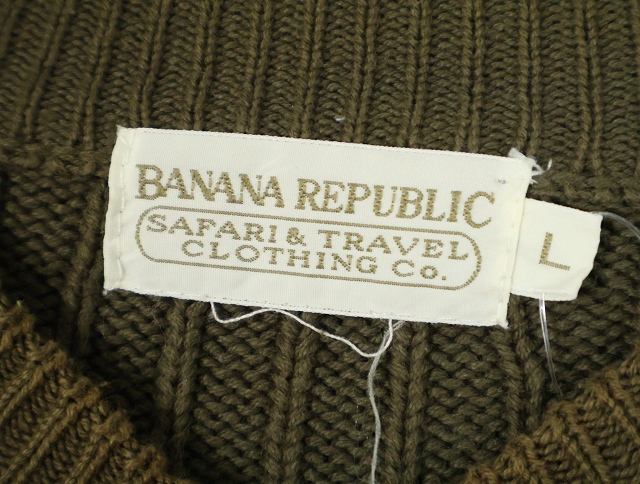 BANANA REPUBLIC
SAFARI & TRAVEL
CLOTHING CO.
L